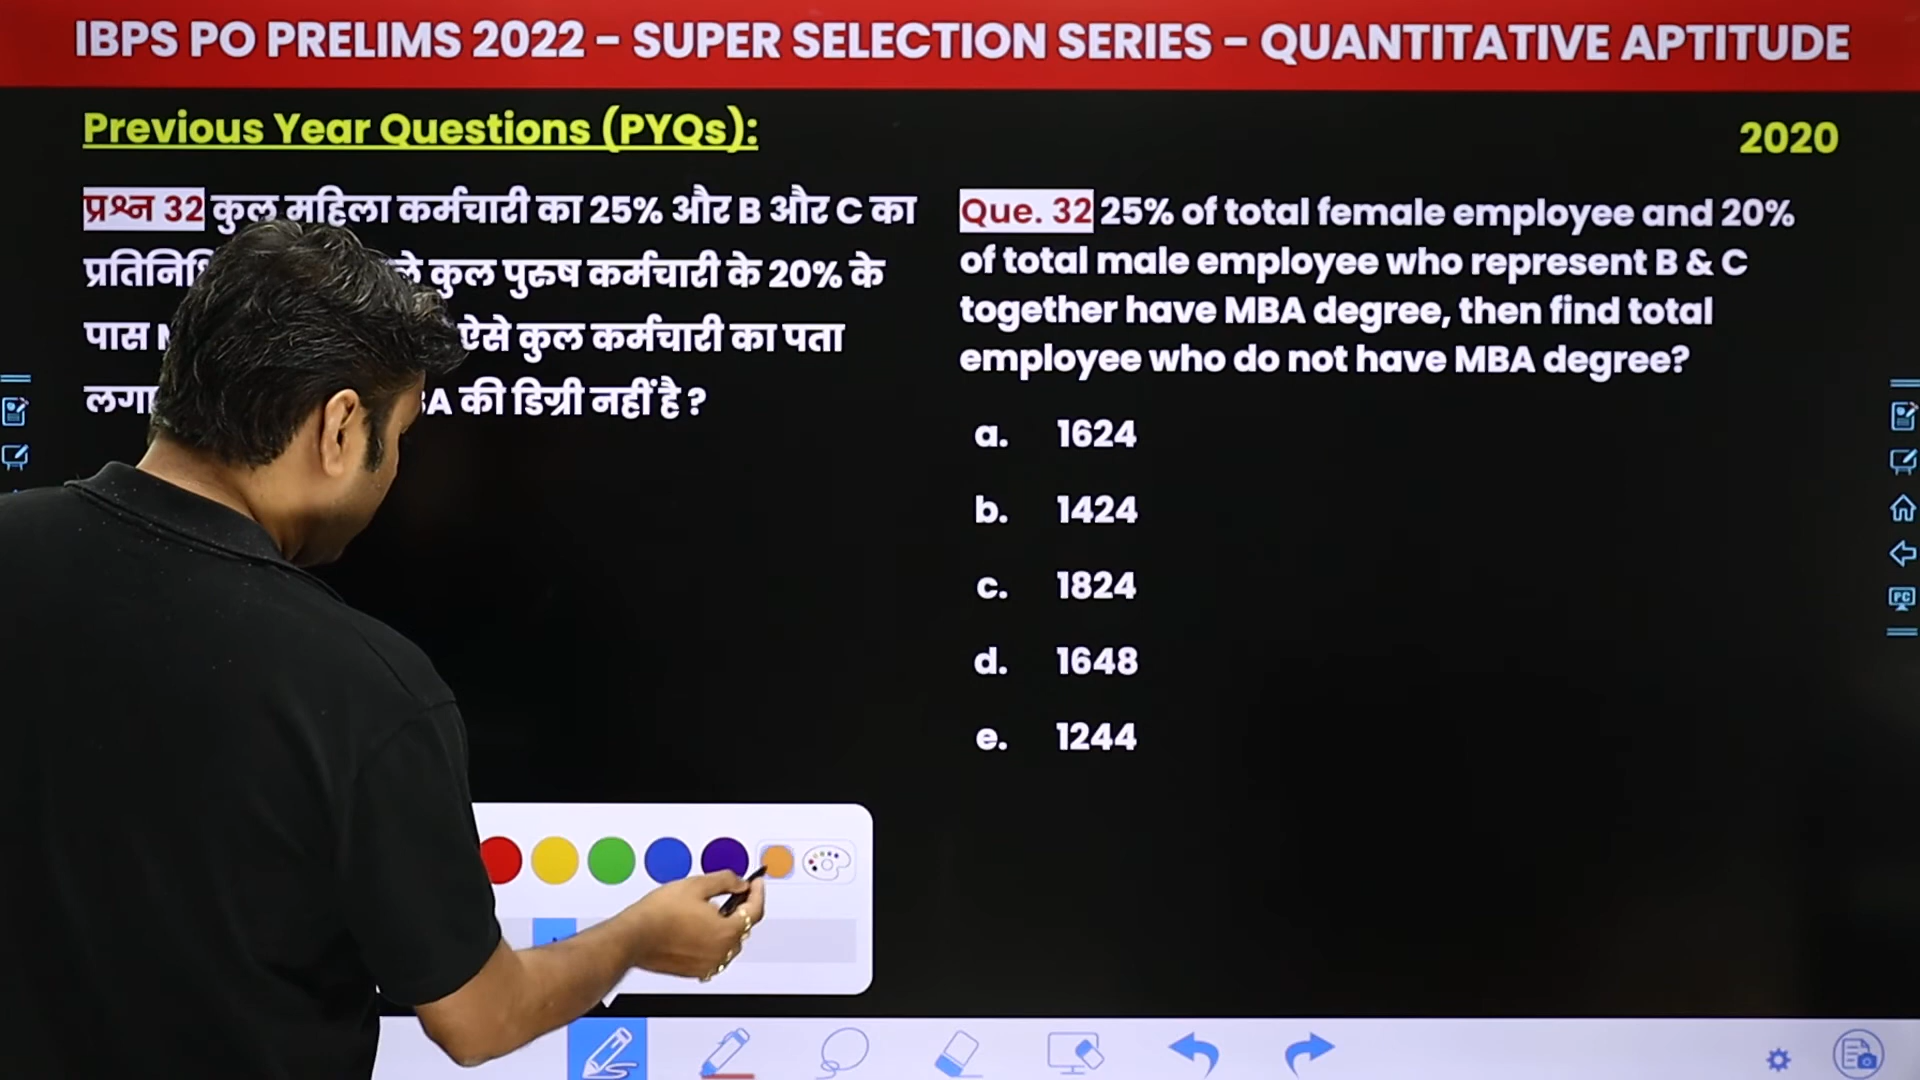 IBPS PO PRELIMS 2022 - SUPER SELECTION SERIES - QUANTITATIVE APTITUDE
Previous Year Questions (PYQs):
2020
प्रश्न 32 कुल महिला कर्मचारी का 25% और B और C का
कुल पुरुष कर्मचारी के 20% के
पास ऐसे कुल कर्मचारी का पता
की डिग्री नहीं है ?
Que. 32 25% of total female employee and 20%
of total male employee who represent B & C
together have MBA degree, then find total
employee who do not have MBA degree?
a. 1624
b. 1424
c. 1824
d. 1648
e. 1244
PC